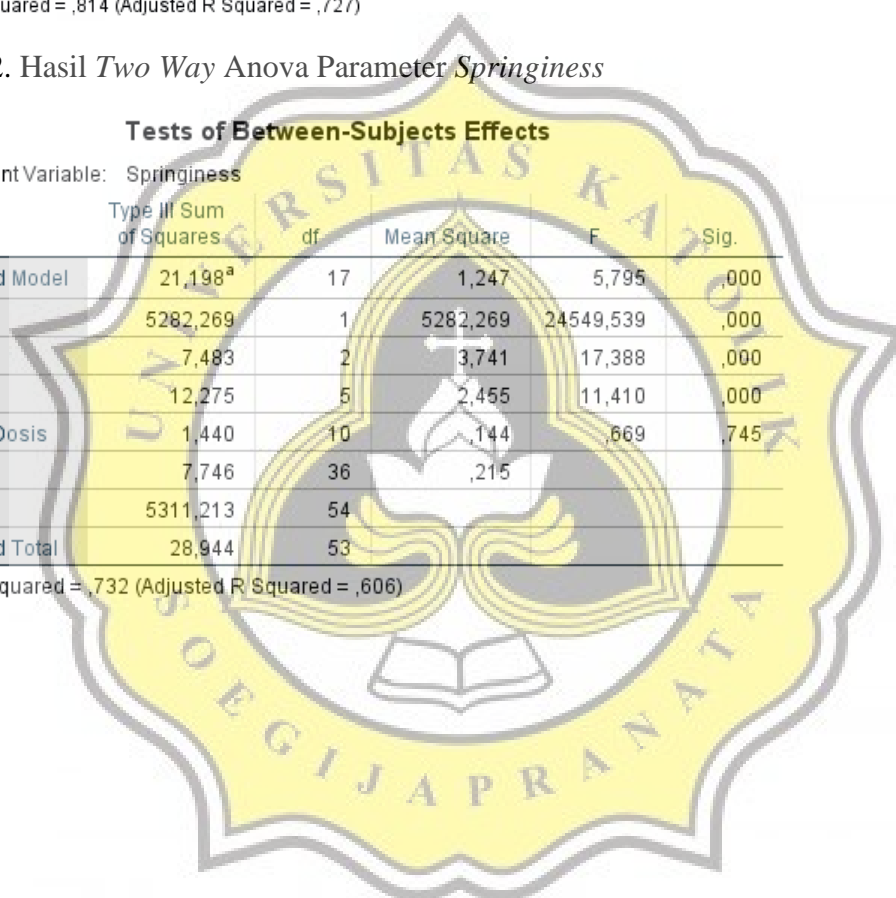 uared = ,814 (Adjusted R Squared = ,727)
2. Hasil Two Way Anova Parameter Springiness
Tests of Between-Subjects Effects
nt Variable: Springiness
Type III Sum of Squares df Mean Square F Sig.
d Model 21,198a 17 1,247 5,795 ,000
5282,269 1 5282,269 24549,539 ,000
7,483 2 3,741 17,388 ,000
12,275 5 2,455 11,410 ,000
Dosis 1,440 10 ,144 ,669 ,745
7,746 36 ,215
5311,213 54
d Total 28,944 53
quared = ,732 (Adjusted R Squared = ,606)
UNIVERSITAS KATOLIK
SOEGIJAPRANATA